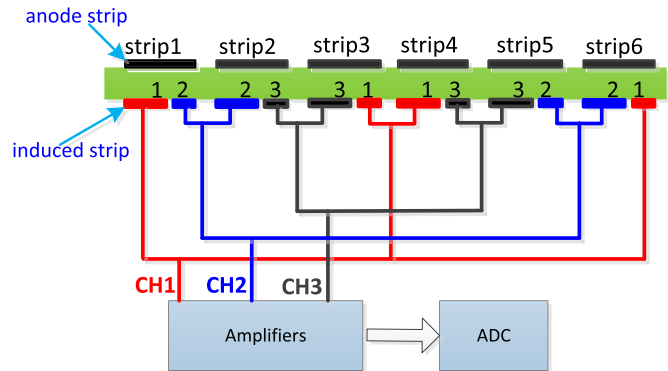 anode strip
strip1 strip2 strip3 strip4 strip5 strip6
1 2 2 3 3 1 1 3 3 2 2 1
induced strip
CH1 CH2 CH3
Amplifiers ADC